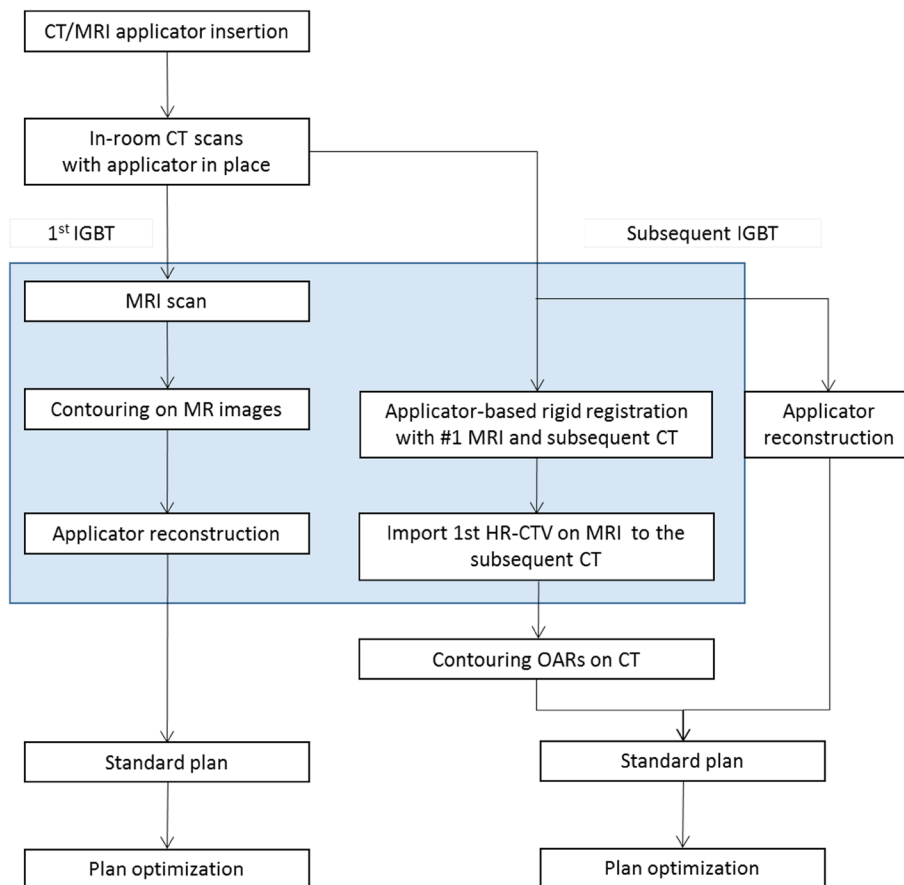 CT/MRI applicator insertion
In-room CT scans
with applicator in place
1st IGBT
Subsequent IGBT
MRI scan
Contouring on MR images
Applicator-based rigid registration
with #1 MRI and subsequent CT
Applicator
reconstruction
Applicator reconstruction
Import 1st HR-CTV on MRI to the
subsequent CT
Contouring OARs on CT
Standard plan
Standard plan
Plan optimization
Plan optimization